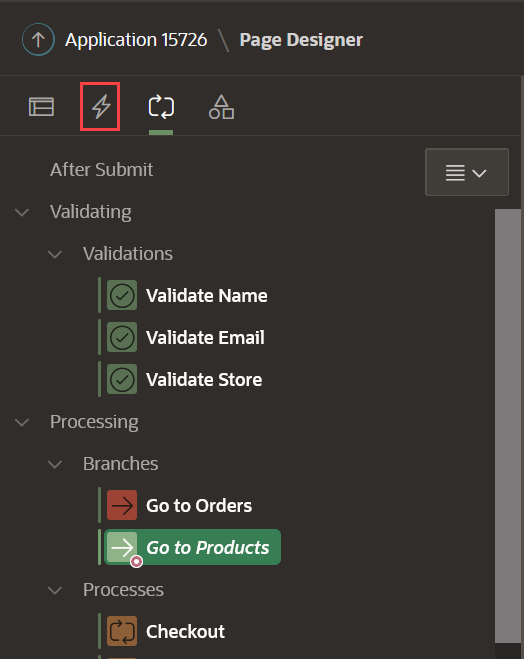 Application 15726 \ Page Designer
After Submit
Validating
Validations
Validate Name
Validate Email
Validate Store
Processing
Branches
Go to Orders
Go to Products
Processes
Checkout